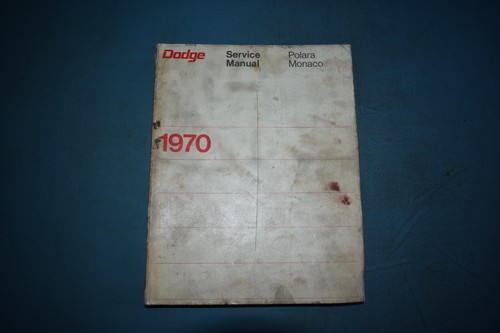 Dodge Service Polara
Manual Monaco
1970